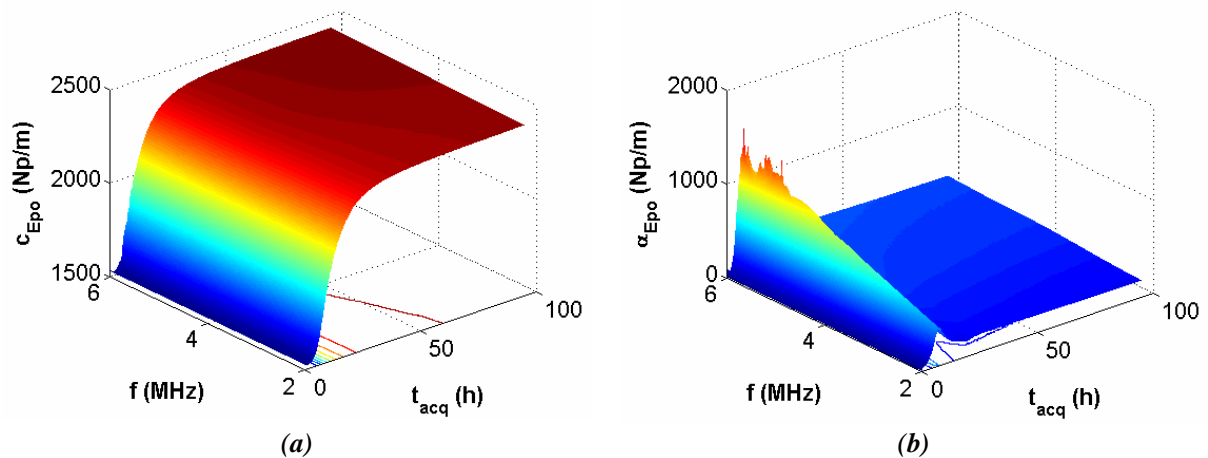 2500
2000
1500
c_Epo (Np/m)
6
4
2
f (MHz)
0
50
100
t_acq (h)
(a)
2000
1000
0
α_Epo (Np/m)
6
4
2
f (MHz)
0
50
100
t_acq (h)
(b)